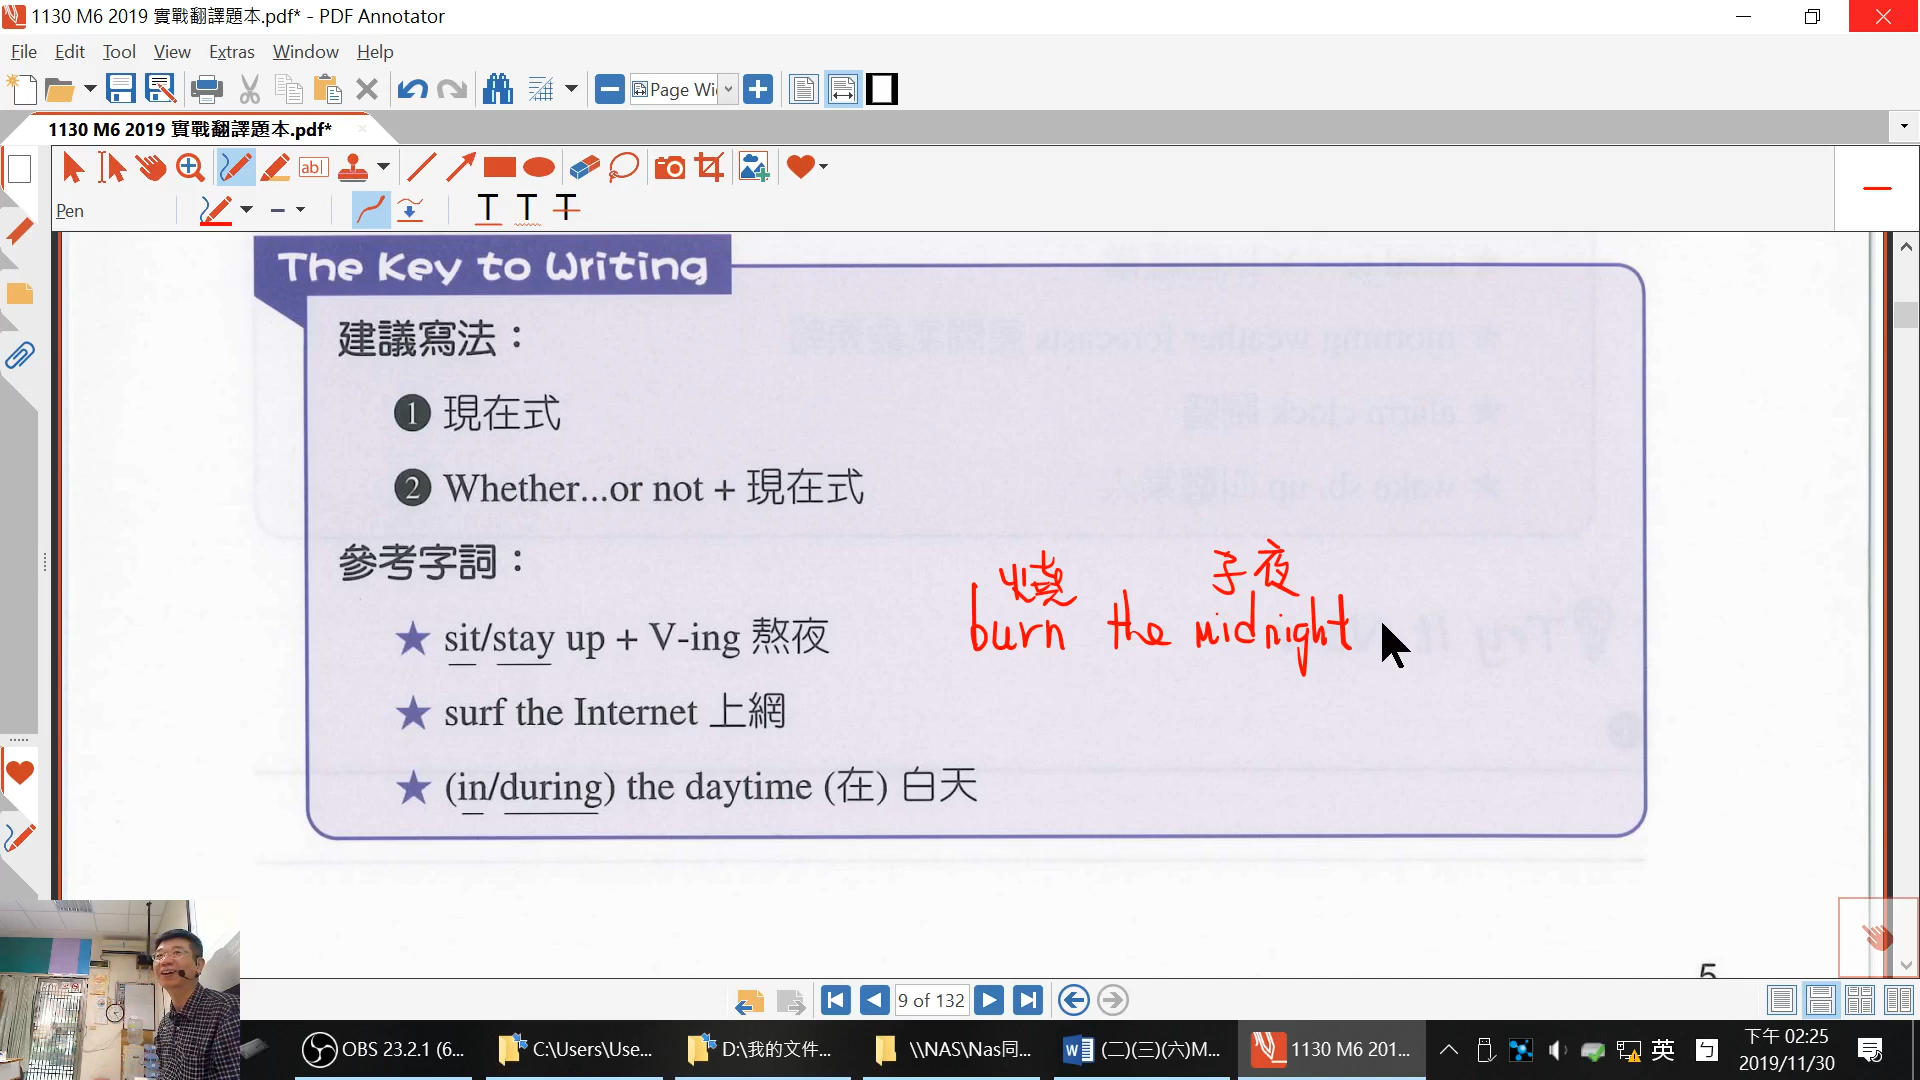 1130 M6 2019 實戰翻譯題本.pdf* - PDF Annotator
File Edit Tool View Extras Window Help
Page Wi
1130 M6 2019 實戰翻譯題本.pdf*
ab
Pen
The Key to Writing
建議寫法：
1 現在式
2 Whether...or not + 現在式
參考字詞：
燒 子夜
burn the midnight
★ sit/stay up + V-ing 熬夜
★ surf the Internet 上網
★ (in/during) the daytime (在) 白天
5
9 of 132
OBS 23.2.1 (6...
C:\Users\Use...
D:\我的文件...
\\NAS\Nas同...
(二)(三)(六)M...
1130 M6 201...
英
ㄅ
下午 02:25
2019/11/30